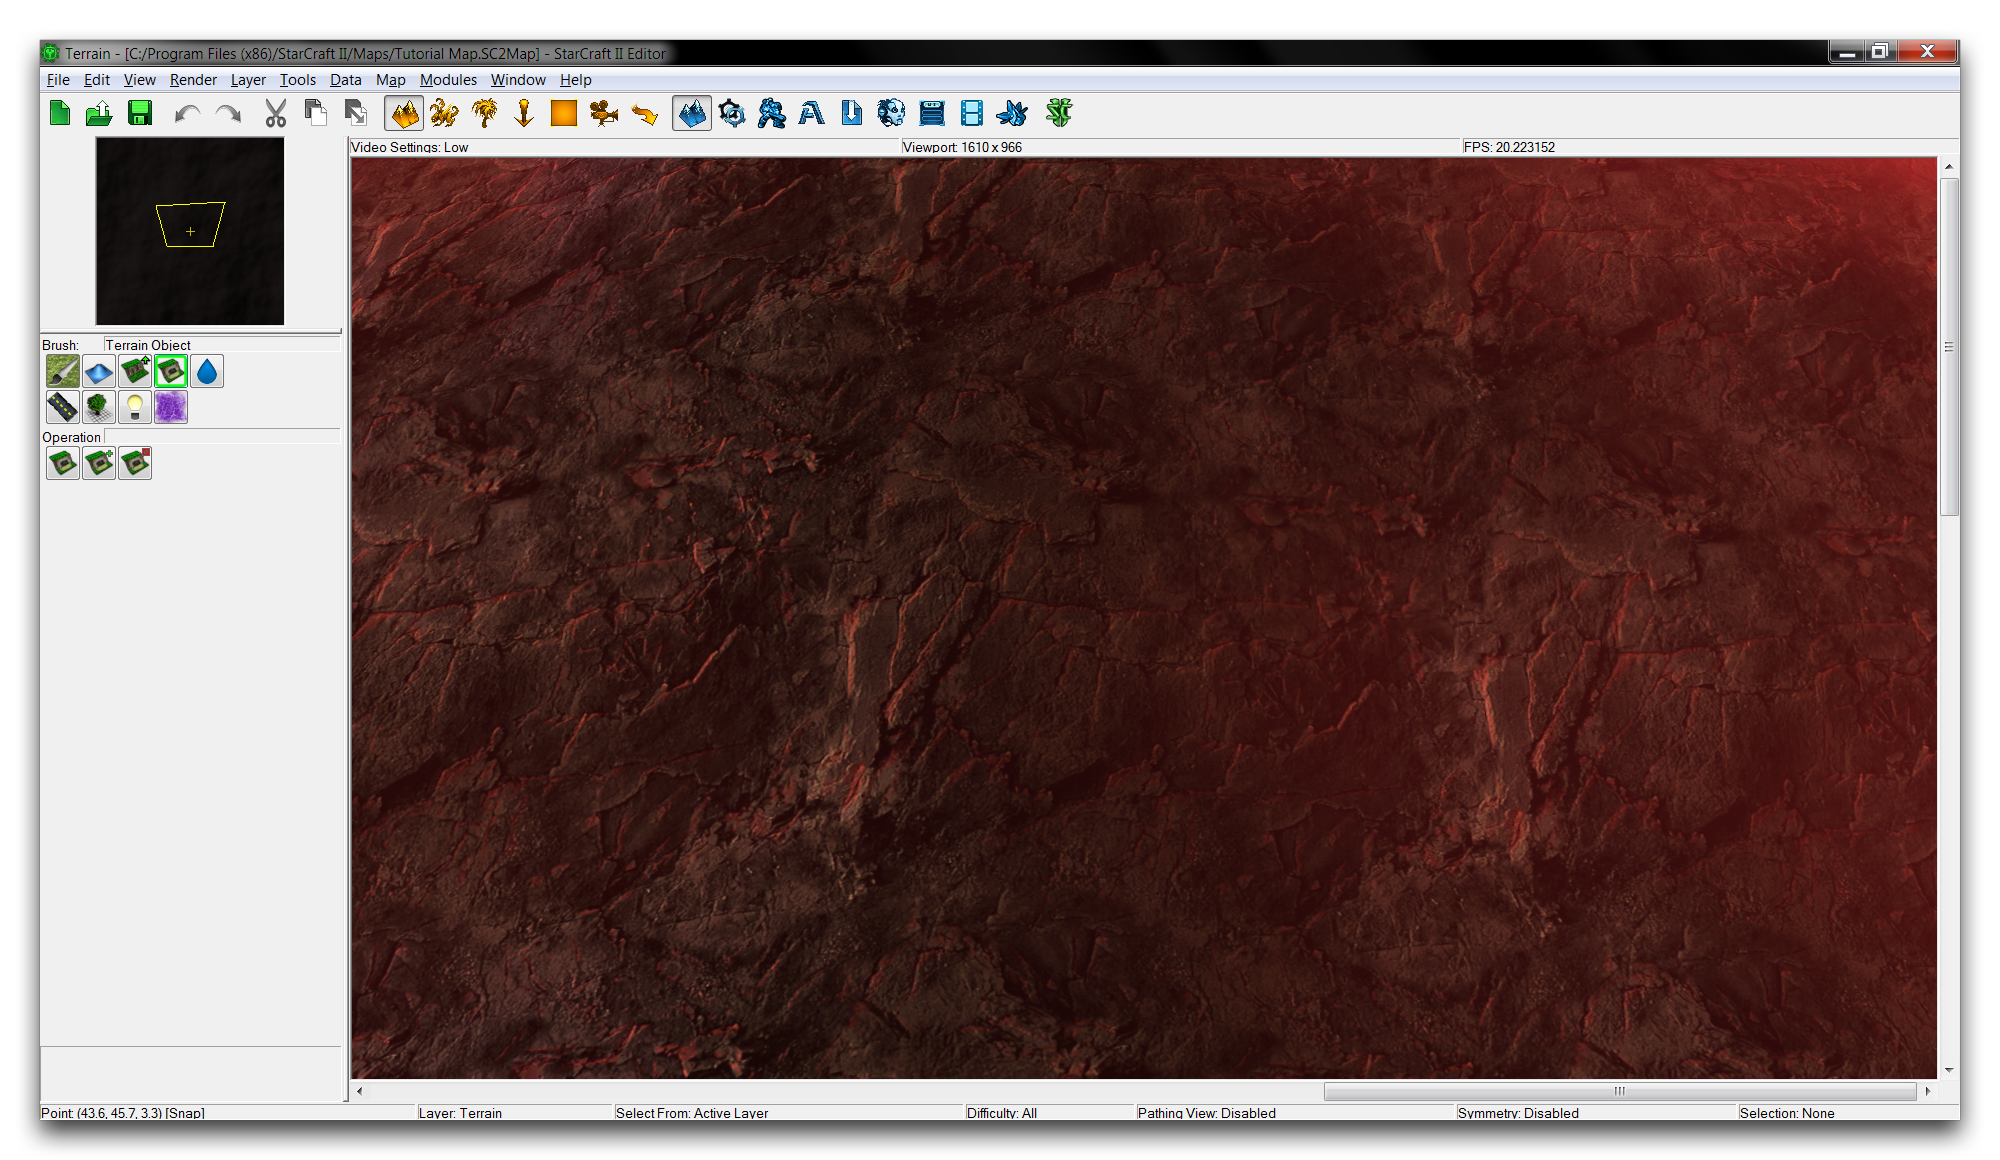 Terrain - [C:/Program Files (x86)/StarCraft II/Maps/Tutorial Map.SC2Map] - StarCraft II Editor
File Edit View Render Layer Tools Data Map Modules Window Help
Video Settings: Low Viewport: 1610 x 966 FPS: 20.223152
Brush: Terrain Object
Operation
Point: (43.6, 45.7, 3.3) [Snap] Layer: Terrain Select From: Active Layer Difficulty: All Pathing View: Disabled Symmetry: Disabled Selection: None